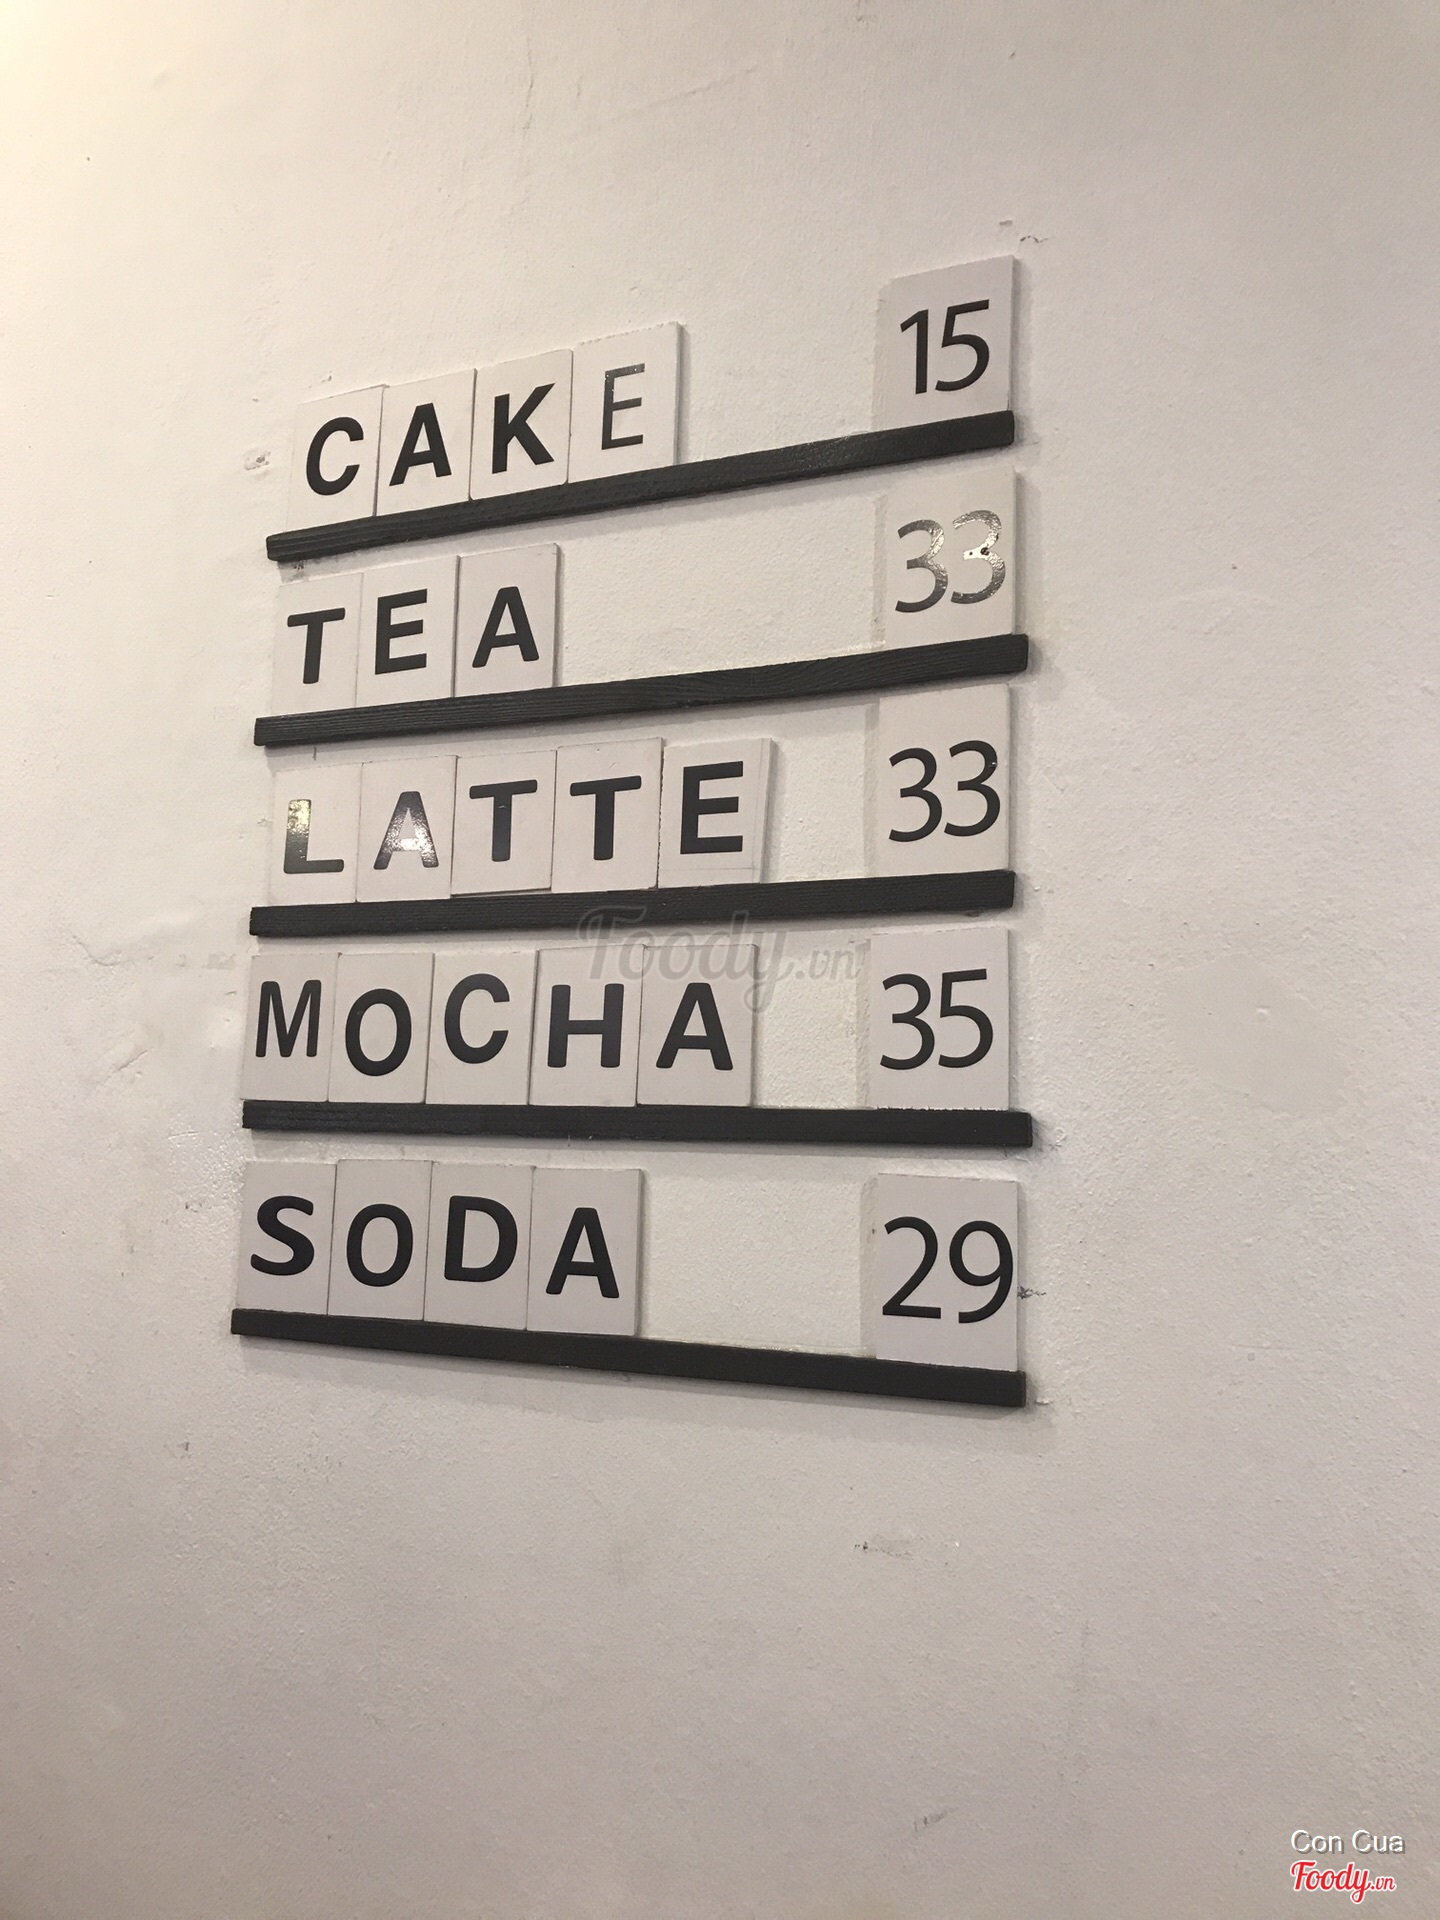 CAKE 15
TEA 33
LATTE 33
Foody.vn
MOCHA 35
SODA 29
Con Cua
Foody.vn